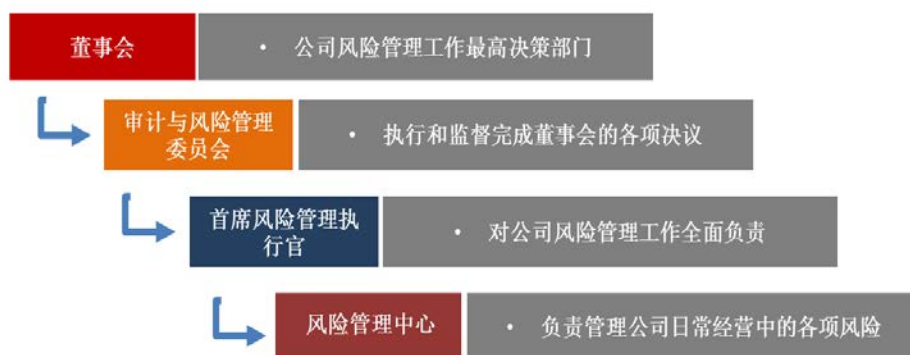 董事会
• 公司风险管理工作最高决策部门
审计与风险管理
委员会
• 执行和监督完成董事会的各项决议
首席风险管理执
行官
• 对公司风险管理工作全面负责
风险管理中心
• 负责管理公司日常经营中的各项风险